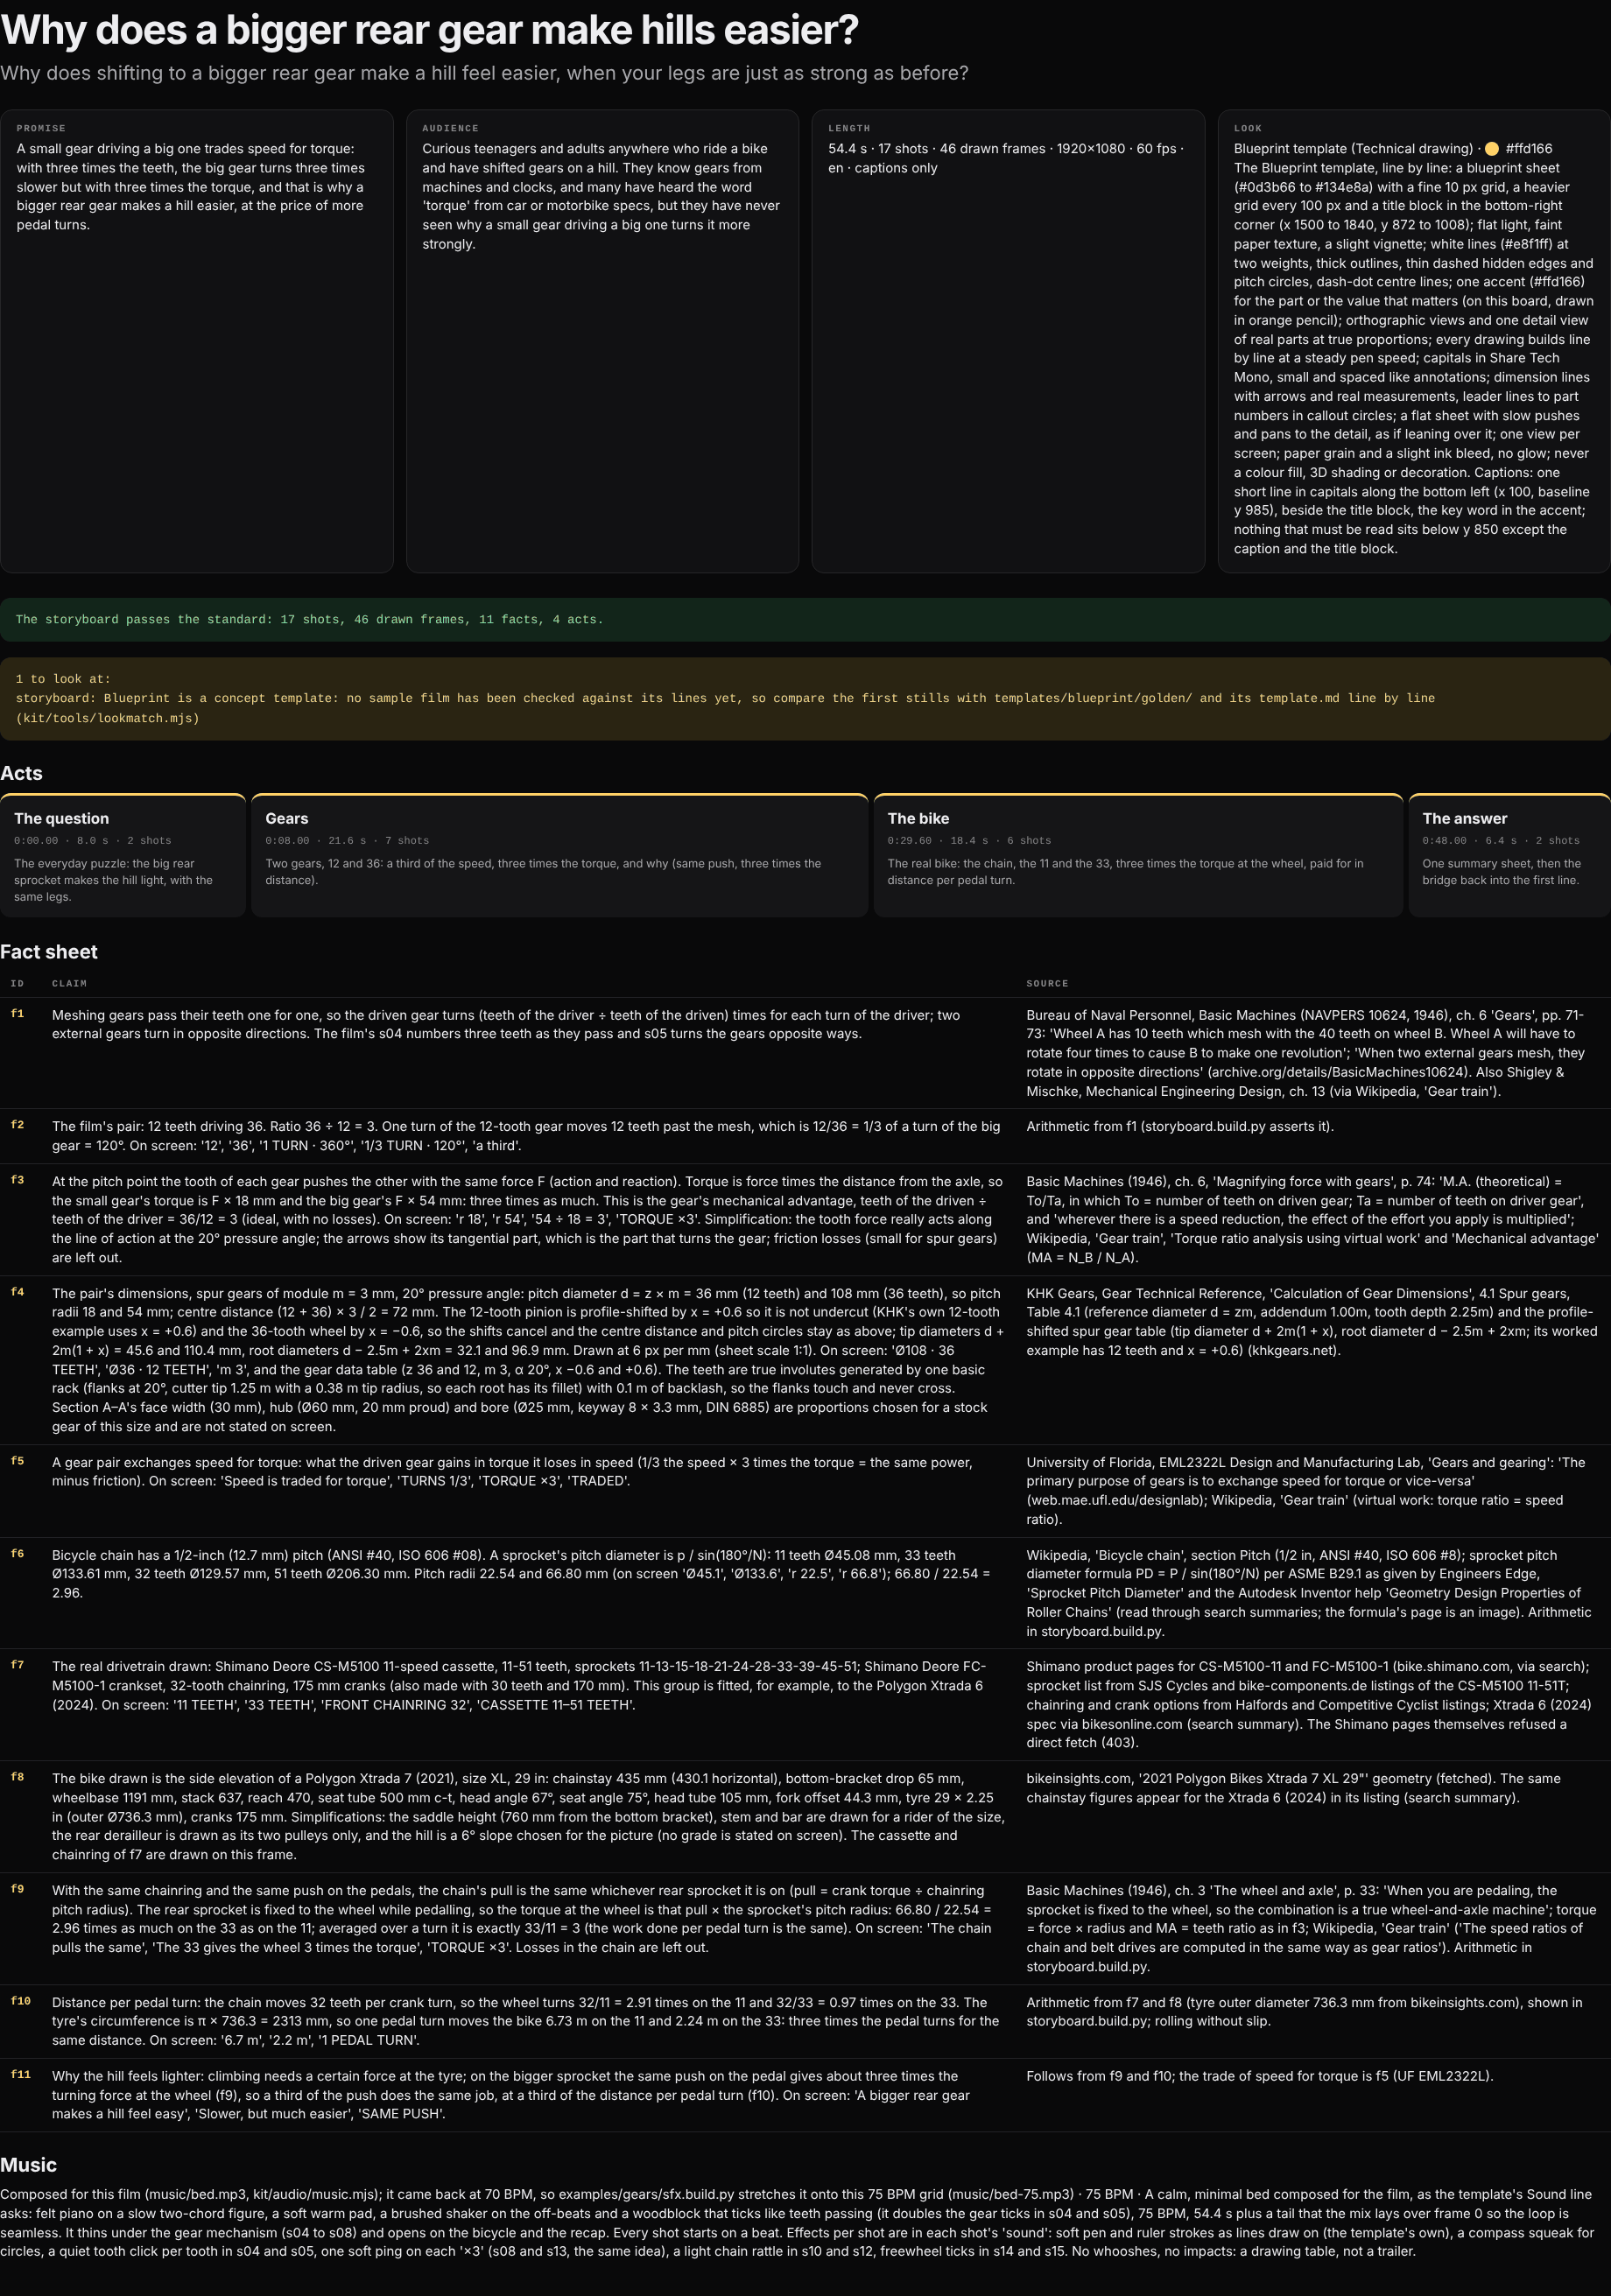 Why does a bigger rear gear make hills easier?
Why does shifting to a bigger rear gear make a hill feel easier, when your legs are just as strong as before?
PROMISE
A small gear driving a big one trades speed for torque:
with three times the teeth, the big gear turns three times
slower but with three times the torque, and that is why a
bigger rear gear makes a hill easier, at the price of more
pedal turns.
AUDIENCE
Curious teenagers and adults anywhere who ride a bike
and have shifted gears on a hill. They know gears from
machines and clocks, and many have heard the word
'torque' from car or motorbike specs, but they have never
seen why a small gear driving a big one turns it more
strongly.
LENGTH
54.4 s · 17 shots · 46 drawn frames · 1920×1080 · 60 fps ·
en · captions only
LOOK
Blueprint template (Technical drawing) · #ffd166
The Blueprint template, line by line: a blueprint sheet
(#0d3b66 to #134e8a) with a fine 10 px grid, a heavier
grid every 100 px and a title block in the bottom-right
corner (x 1500 to 1840, y 872 to 1008); flat light, faint
paper texture, a slight vignette; white lines (#e8f1ff) at
two weights, thick outlines, thin dashed hidden edges and
pitch circles, dash-dot centre lines; one accent (#ffd166)
for the part or the value that matters (on this board, drawn
in orange pencil); orthographic views and one detail view
of real parts at true proportions; every drawing builds line
by line at a steady pen speed; capitals in Share Tech
Mono, small and spaced like annotations; dimension lines
with arrows and real measurements, leader lines to part
numbers in callout circles; a flat sheet with slow pushes
and pans to the detail, as if leaning over it; one view per
screen; paper grain and a slight ink bleed, no glow; never
a colour fill, 3D shading or decoration. Captions: one
short line in capitals along the bottom left (x 100, baseline
y 985), beside the title block, the key word in the accent;
nothing that must be read sits below y 850 except the
caption and the title block.
The storyboard passes the standard: 17 shots, 46 drawn frames, 11 facts, 4 acts.
1 to look at:
storyboard: Blueprint is a concept template: no sample film has been checked against its lines yet, so compare the first stills with templates/blueprint/golden/ and its template.md line by line
(kit/tools/lookmatch.mjs)
Acts
The question
0:00.00 · 8.0 s · 2 shots
The everyday puzzle: the big rear
sprocket makes the hill light, with the
same legs.
Gears
0:08.00 · 21.6 s · 7 shots
Two gears, 12 and 36: a third of the speed, three times the torque, and why (same push, three times the
distance).
The bike
0:29.60 · 18.4 s · 6 shots
The real bike: the chain, the 11 and the 33, three times the torque at the wheel, paid for in
distance per pedal turn.
The answer
0:48.00 · 6.4 s · 2 shots
One summary sheet, then the
bridge back into the first line.
Fact sheet
ID CLAIM SOURCE
f1
Meshing gears pass their teeth one for one, so the driven gear turns (teeth of the driver ÷ teeth of the driven) times for each turn of the driver; two
external gears turn in opposite directions. The film's s04 numbers three teeth as they pass and s05 turns the gears opposite ways.
Bureau of Naval Personnel, Basic Machines (NAVPERS 10624, 1946), ch. 6 'Gears', pp. 71-
73: 'Wheel A has 10 teeth which mesh with the 40 teeth on wheel B. Wheel A will have to
rotate four times to cause B to make one revolution'; 'When two external gears mesh, they
rotate in opposite directions' (archive.org/details/BasicMachines10624). Also Shigley &
Mischke, Mechanical Engineering Design, ch. 13 (via Wikipedia, 'Gear train').
f2
The film's pair: 12 teeth driving 36. Ratio 36 ÷ 12 = 3. One turn of the 12-tooth gear moves 12 teeth past the mesh, which is 12/36 = 1/3 of a turn of the big
gear = 120°. On screen: '12', '36', '1 TURN · 360°', '1/3 TURN · 120°', 'a third'.
Arithmetic from f1 (storyboard.build.py asserts it).
f3
At the pitch point the tooth of each gear pushes the other with the same force F (action and reaction). Torque is force times the distance from the axle, so
the small gear's torque is F × 18 mm and the big gear's F × 54 mm: three times as much. This is the gear's mechanical advantage, teeth of the driven ÷
teeth of the driver = 36/12 = 3 (ideal, with no losses). On screen: 'r 18', 'r 54', '54 ÷ 18 = 3', 'TORQUE ×3'. Simplification: the tooth force really acts along
the line of action at the 20° pressure angle; the arrows show its tangential part, which is the part that turns the gear; friction losses (small for spur gears)
are left out.
Basic Machines (1946), ch. 6, 'Magnifying force with gears', p. 74: 'M.A. (theoretical) =
To/Ta, in which To = number of teeth on driven gear; Ta = number of teeth on driver gear',
and 'wherever there is a speed reduction, the effect of the effort you apply is multiplied';
Wikipedia, 'Gear train', 'Torque ratio analysis using virtual work' and 'Mechanical advantage'
(MA = N_B / N_A).
f4
The pair's dimensions, spur gears of module m = 3 mm, 20° pressure angle: pitch diameter d = z × m = 36 mm (12 teeth) and 108 mm (36 teeth), so pitch
radii 18 and 54 mm; centre distance (12 + 36) × 3 / 2 = 72 mm. The 12-tooth pinion is profile-shifted by x = +0.6 so it is not undercut (KHK's own 12-tooth
example uses x = +0.6) and the 36-tooth wheel by x = −0.6, so the shifts cancel and the centre distance and pitch circles stay as above; tip diameters d +
2m(1 + x) = 45.6 and 110.4 mm, root diameters d − 2.5m + 2xm = 32.1 and 96.9 mm. Drawn at 6 px per mm (sheet scale 1:1). On screen: 'Ø108 · 36
TEETH', 'Ø36 · 12 TEETH', 'm 3', and the gear data table (z 36 and 12, m 3, α 20°, x −0.6 and +0.6). The teeth are true involutes generated by one basic
rack (flanks at 20°, cutter tip 1.25 m with a 0.38 m tip radius, so each root has its fillet) with 0.1 m of backlash, so the flanks touch and never cross.
Section A–A's face width (30 mm), hub (Ø60 mm, 20 mm proud) and bore (Ø25 mm, keyway 8 × 3.3 mm, DIN 6885) are proportions chosen for a stock
gear of this size and are not stated on screen.
KHK Gears, Gear Technical Reference, 'Calculation of Gear Dimensions', 4.1 Spur gears,
Table 4.1 (reference diameter d = zm, addendum 1.00m, tooth depth 2.25m) and the profile-
shifted spur gear table (tip diameter d + 2m(1 + x), root diameter d − 2.5m + 2xm; its worked
example has 12 teeth and x = +0.6) (khkgears.net).
f5
A gear pair exchanges speed for torque: what the driven gear gains in torque it loses in speed (1/3 the speed × 3 times the torque = the same power,
minus friction). On screen: 'Speed is traded for torque', 'TURNS 1/3', 'TORQUE ×3', 'TRADED'.
University of Florida, EML2322L Design and Manufacturing Lab, 'Gears and gearing': 'The
primary purpose of gears is to exchange speed for torque or vice-versa'
(web.mae.ufl.edu/designlab); Wikipedia, 'Gear train' (virtual work: torque ratio = speed
ratio).
f6
Bicycle chain has a 1/2-inch (12.7 mm) pitch (ANSI #40, ISO 606 #08). A sprocket's pitch diameter is p / sin(180°/N): 11 teeth Ø45.08 mm, 33 teeth
Ø133.61 mm, 32 teeth Ø129.57 mm, 51 teeth Ø206.30 mm. Pitch radii 22.54 and 66.80 mm (on screen 'Ø45.1', 'Ø133.6', 'r 22.5', 'r 66.8'); 66.80 / 22.54 =
2.96.
Wikipedia, 'Bicycle chain', section Pitch (1/2 in, ANSI #40, ISO 606 #8); sprocket pitch
diameter formula PD = P / sin(180°/N) per ASME B29.1 as given by Engineers Edge,
'Sprocket Pitch Diameter' and the Autodesk Inventor help 'Geometry Design Properties of
Roller Chains' (read through search summaries; the formula's page is an image). Arithmetic
in storyboard.build.py.
f7
The real drivetrain drawn: Shimano Deore CS-M5100 11-speed cassette, 11-51 teeth, sprockets 11-13-15-18-21-24-28-33-39-45-51; Shimano Deore FC-
M5100-1 crankset, 32-tooth chainring, 175 mm cranks (also made with 30 teeth and 170 mm). This group is fitted, for example, to the Polygon Xtrada 6
(2024). On screen: '11 TEETH', '33 TEETH', 'FRONT CHAINRING 32', 'CASSETTE 11–51 TEETH'.
Shimano product pages for CS-M5100-11 and FC-M5100-1 (bike.shimano.com, via search);
sprocket list from SJS Cycles and bike-components.de listings of the CS-M5100 11-51T;
chainring and crank options from Halfords and Competitive Cyclist listings; Xtrada 6 (2024)
spec via bikesonline.com (search summary). The Shimano pages themselves refused a
direct fetch (403).
f8
The bike drawn is the side elevation of a Polygon Xtrada 7 (2021), size XL, 29 in: chainstay 435 mm (430.1 horizontal), bottom-bracket drop 65 mm,
wheelbase 1191 mm, stack 637, reach 470, seat tube 500 mm c-t, head angle 67°, seat angle 75°, head tube 105 mm, fork offset 44.3 mm, tyre 29 × 2.25
in (outer Ø736.3 mm), cranks 175 mm. Simplifications: the saddle height (760 mm from the bottom bracket), stem and bar are drawn for a rider of the size,
the rear derailleur is drawn as its two pulleys only, and the hill is a 6° slope chosen for the picture (no grade is stated on screen). The cassette and
chainring of f7 are drawn on this frame.
bikeinsights.com, '2021 Polygon Bikes Xtrada 7 XL 29"' geometry (fetched). The same
chainstay figures appear for the Xtrada 6 (2024) in its listing (search summary).
f9
With the same chainring and the same push on the pedals, the chain's pull is the same whichever rear sprocket it is on (pull = crank torque ÷ chainring
pitch radius). The rear sprocket is fixed to the wheel while pedalling, so the torque at the wheel is that pull × the sprocket's pitch radius: 66.80 / 22.54 =
2.96 times as much on the 33 as on the 11; averaged over a turn it is exactly 33/11 = 3 (the work done per pedal turn is the same). On screen: 'The chain
pulls the same', 'The 33 gives the wheel 3 times the torque', 'TORQUE ×3'. Losses in the chain are left out.
Basic Machines (1946), ch. 3 'The wheel and axle', p. 33: 'When you are pedaling, the
sprocket is fixed to the wheel, so the combination is a true wheel-and-axle machine'; torque
= force × radius and MA = teeth ratio as in f3; Wikipedia, 'Gear train' ('The speed ratios of
chain and belt drives are computed in the same way as gear ratios'). Arithmetic in
storyboard.build.py.
f10
Distance per pedal turn: the chain moves 32 teeth per crank turn, so the wheel turns 32/11 = 2.91 times on the 11 and 32/33 = 0.97 times on the 33. The
tyre's circumference is π × 736.3 = 2313 mm, so one pedal turn moves the bike 6.73 m on the 11 and 2.24 m on the 33: three times the pedal turns for the
same distance. On screen: '6.7 m', '2.2 m', '1 PEDAL TURN'.
Arithmetic from f7 and f8 (tyre outer diameter 736.3 mm from bikeinsights.com), shown in
storyboard.build.py; rolling without slip.
f11
Why the hill feels lighter: climbing needs a certain force at the tyre; on the bigger sprocket the same push on the pedal gives about three times the
turning force at the wheel (f9), so a third of the push does the same job, at a third of the distance per pedal turn (f10). On screen: 'A bigger rear gear
makes a hill feel easy', 'Slower, but much easier', 'SAME PUSH'.
Follows from f9 and f10; the trade of speed for torque is f5 (UF EML2322L).
Music
Composed for this film (music/bed.mp3, kit/audio/music.mjs); it came back at 70 BPM, so examples/gears/sfx.build.py stretches it onto this 75 BPM grid (music/bed-75.mp3) · 75 BPM · A calm, minimal bed composed for the film, as the template's Sound line
asks: felt piano on a slow two-chord figure, a soft warm pad, a brushed shaker on the off-beats and a woodblock that ticks like teeth passing (it doubles the gear ticks in s04 and s05), 75 BPM, 54.4 s plus a tail that the mix lays over frame 0 so the loop is
seamless. It thins under the gear mechanism (s04 to s08) and opens on the bicycle and the recap. Every shot starts on a beat. Effects per shot are in each shot's 'sound': soft pen and ruler strokes as lines draw on (the template's own), a compass squeak for
circles, a quiet tooth click per tooth in s04 and s05, one soft ping on each '×3' (s08 and s13, the same idea), a light chain rattle in s10 and s12, freewheel ticks in s14 and s15. No whooshes, no impacts: a drawing table, not a trailer.